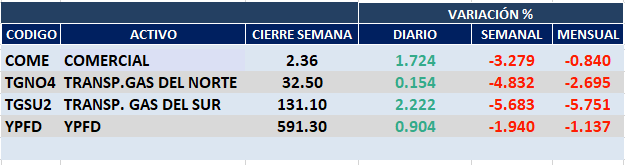 VARIACIÓN %
CODIGO ACTIVO CIERRE SEMANA DIARIO SEMANAL MENSUAL
COME COMERCIAL 2.36 1.724 -3.279 -0.840
TGNO4 TRANSP.GAS DEL NORTE 32.50 0.154 -4.832 -2.695
TGSU2 TRANSP. GAS DEL SUR 131.10 2.222 -5.683 -5.751
YPFD YPFD 591.30 0.904 -1.940 -1.137